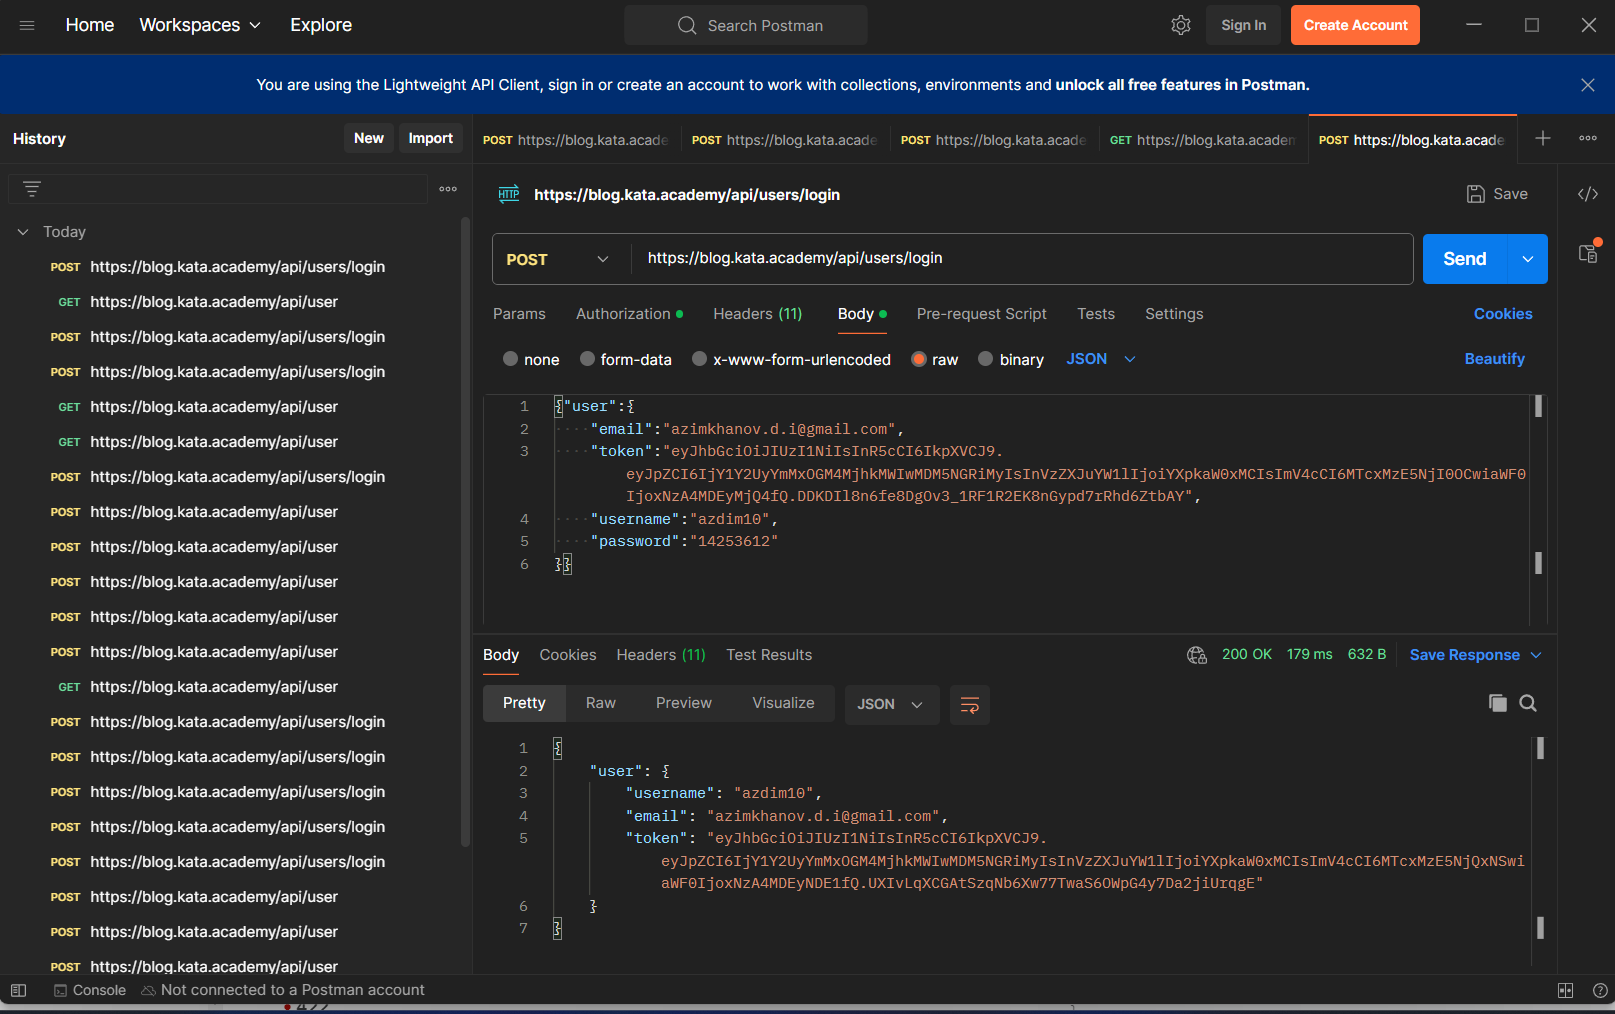 Home Workspaces Explore Search Postman Sign In Create Account
You are using the Lightweight API Client, sign in or create an account to work with collections, environments and unlock all free features in Postman.
History New Import
POST https://blog.kata.acade POST https://blog.kata.acade POST https://blog.kata.acade GET https://blog.kata.academ POST https://blog.kata.acade
HTTP https://blog.kata.academy/api/users/login Save
Today
POST https://blog.kata.academy/api/users/login
GET https://blog.kata.academy/api/user
POST https://blog.kata.academy/api/users/login
POST https://blog.kata.academy/api/users/login
GET https://blog.kata.academy/api/user
GET https://blog.kata.academy/api/user
POST https://blog.kata.academy/api/users/login
POST https://blog.kata.academy/api/user
POST https://blog.kata.academy/api/user
POST https://blog.kata.academy/api/user
POST https://blog.kata.academy/api/user
POST https://blog.kata.academy/api/user
GET https://blog.kata.academy/api/user
POST https://blog.kata.academy/api/users/login
POST https://blog.kata.academy/api/users/login
POST https://blog.kata.academy/api/users/login
POST https://blog.kata.academy/api/users/login
POST https://blog.kata.academy/api/users/login
POST https://blog.kata.academy/api/user
POST https://blog.kata.academy/api/user
POST https://blog.kata.academy/api/user
POST https://blog.kata.academy/api/users/login Send
Params Authorization Headers (11) Body Pre-request Script Tests Settings Cookies
none form-data x-www-form-urlencoded raw binary JSON Beautify
1 {"user":{
2 "email":"azimkhanov.d.i@gmail.com",
3 "token":"eyJhbGciOiJIUzI1NiIsInR5cCI6IkpXVCJ9.
eyJpZCI6IjY1Y2UyYmMxOGM4MjhkMWIwMDM5NGRiMyIsInVzZXJuYW1lIjoiYXpkaW0xMCIsImV4cCI6MTcxMzE5NjI0OCwiaWF0
IjoxNzA4MDEyMjQ4fQ.DDKDIl8n6fe8DgOv3_1RF1R2EK8nGypd7rRhd6ZtbAY",
4 "username":"azdim10",
5 "password":"14253612"
6 }}
Body Cookies Headers (11) Test Results 200 OK 179 ms 632 B Save Response
Pretty Raw Preview Visualize JSON
1 {
2 "user": {
3 "username": "azdim10",
4 "email": "azimkhanov.d.i@gmail.com",
5 "token": "eyJhbGciOiJIUzI1NiIsInR5cCI6IkpXVCJ9.
eyJpZCI6IjY1Y2UyYmMxOGM4MjhkMWIwMDM5NGRiMyIsInVzZXJuYW1lIjoiYXpkaW0xMCIsImV4cCI6MTcxMzE5NjQxNSwi
aWF0IjoxNzA4MDEyNDE1fQ.UXIvLqXCGAtSzqNb6Xw77TwaS6OWpG4y7Da2jiUrqgE"
6 }
7 }
Console Not connected to a Postman account